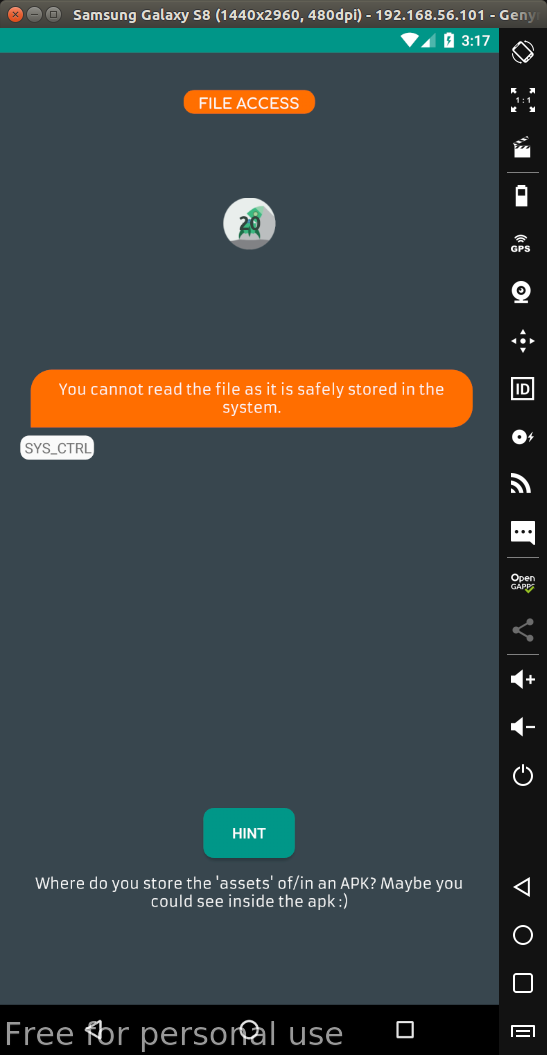 Samsung Galaxy S8 (1440x2960, 480dpi) - 192.168.56.101 - Geny
3:17
FILE ACCESS
1:1
20
GPS
You cannot read the file as it is safely stored in the
system.
ID
SYS_CTRL
Open
GAPPS
HINT
Where do you store the 'assets' of/in an APK? Maybe you
could see inside the apk :)
Free for personal use